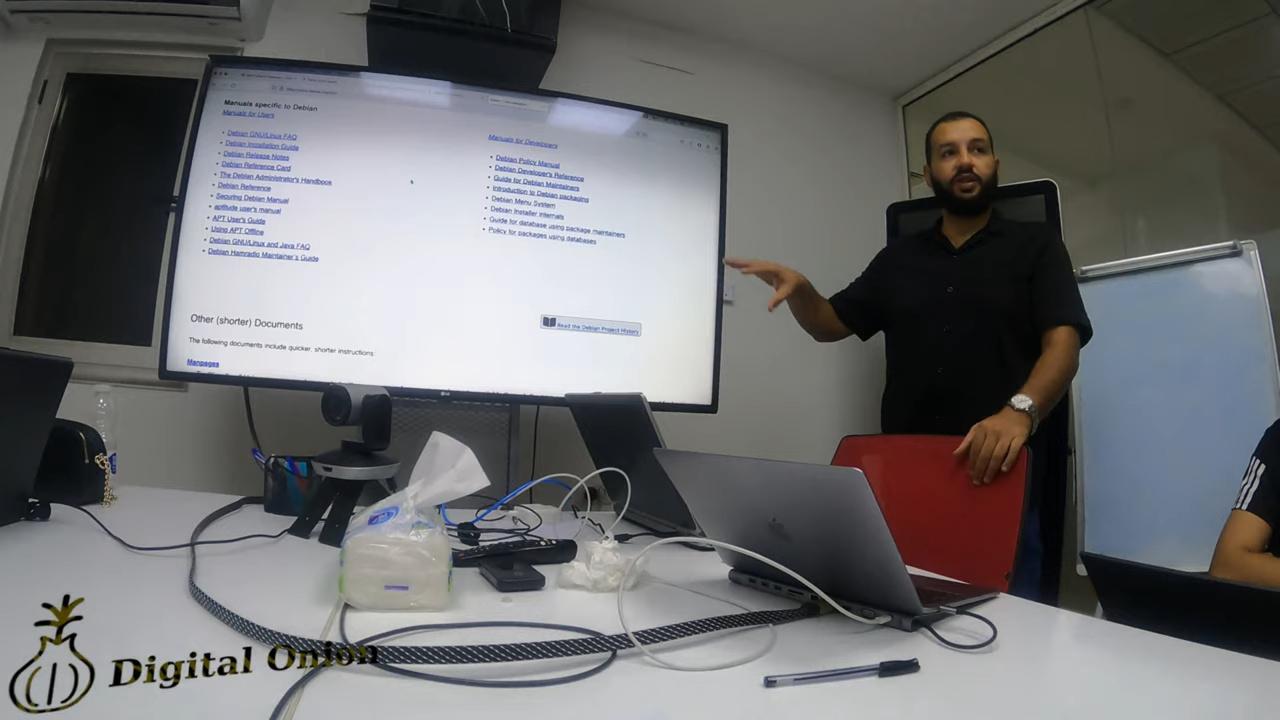 Manuals specific to Debian
Manuals for Users
Debian GNU/Linux FAQ
Debian Installation Guide
Debian Release Notes
Debian Reference Card
The Debian Administrator's Handbook
Debian Reference
Securing Debian Manual
aptitude user's manual
APT User's Guide
Using APT Offline
Debian GNU/Linux and Java FAQ
Debian Hamradio Maintainer's Guide
Manuals for Developers
Debian Policy Manual
Debian Developer's Reference
Guide for Debian Maintainers
Introduction to Debian packaging
Debian Menu System
Debian Installer internals
Guide for database using package maintainers
Policy for packages using databases
Other (shorter) Documents
Read the Debian Project History
The following documents include quicker, shorter instructions:
Manpages
LG
Digital Onion